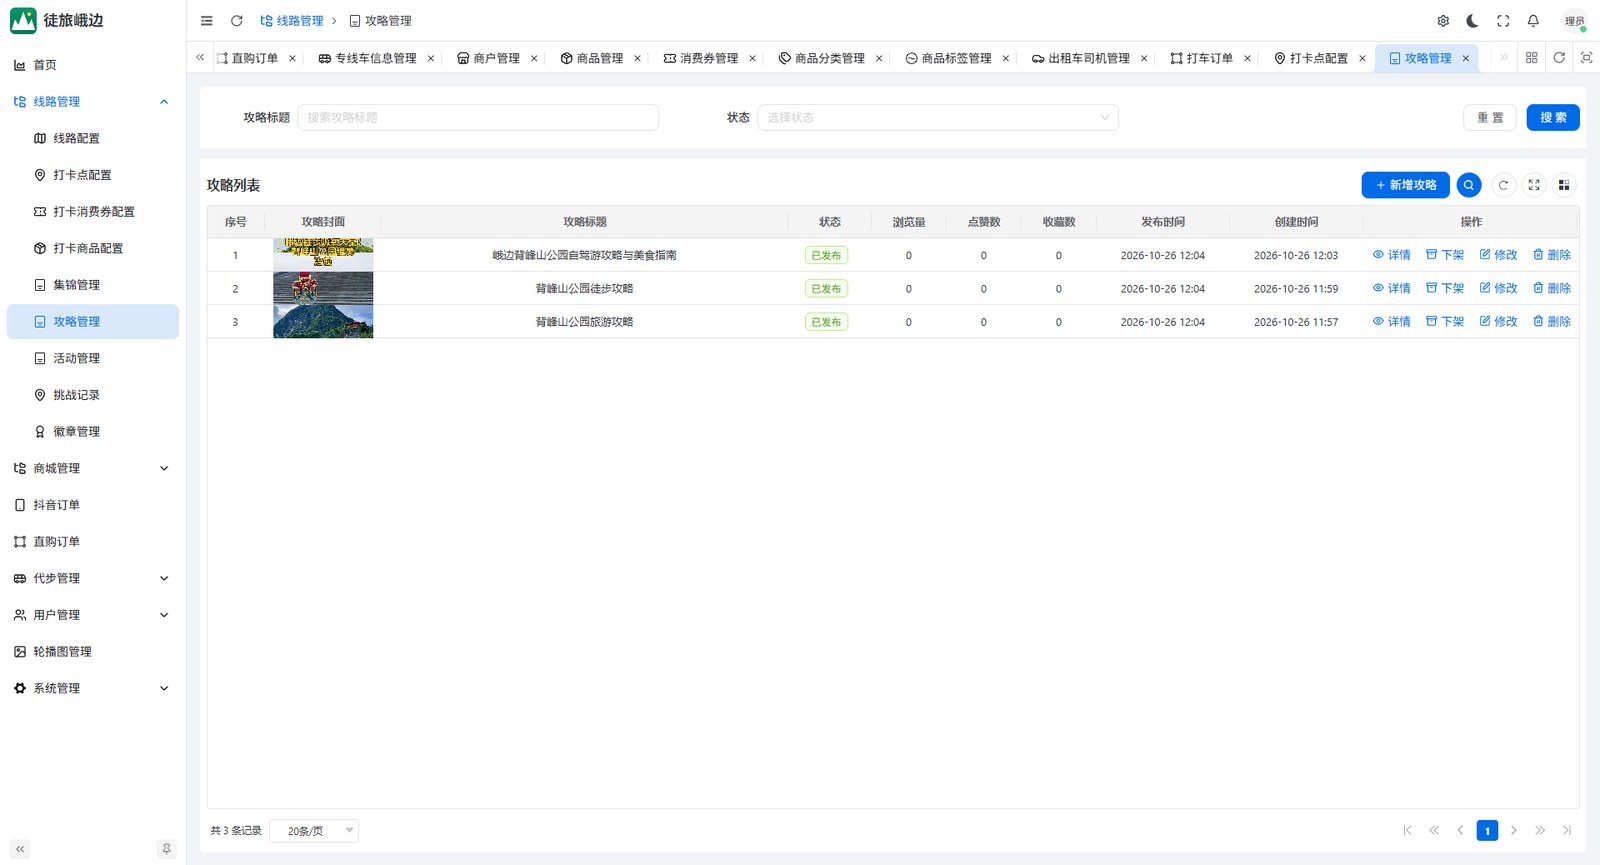 徒旅峨边
线路管理 > 攻略管理
理员
直购订单 × 专线车信息管理 × 商户管理 × 商品管理 × 消费券管理 × 商品分类管理 × 商品标签管理 × 出租车司机管理 × 打车订单 × 打卡点配置 × 攻略管理 ×
首页
线路管理
线路配置
打卡点配置
打卡消费券配置
打卡商品配置
集锦管理
攻略管理
活动管理
挑战记录
徽章管理
商城管理
抖音订单
直购订单
代步管理
用户管理
轮播图管理
系统管理
攻略标题 搜索攻略标题 状态 选择状态 重 置 搜 索
攻略列表 + 新增攻略
序号 攻略封面 攻略标题 状态 浏览量 点赞数 收藏数 发布时间 创建时间 操作
1 峨边背峰山公园自驾游攻略与美食指南 已发布 0 0 0 2026-10-26 12:04 2026-10-26 12:03 详情 下架 修改 删除
2 背峰山公园徒步攻略 已发布 0 0 0 2026-10-26 12:04 2026-10-26 11:59 详情 下架 修改 删除
3 背峰山公园旅游攻略 已发布 0 0 0 2026-10-26 12:04 2026-10-26 11:57 详情 下架 修改 删除
共 3 条记录 20条/页 1